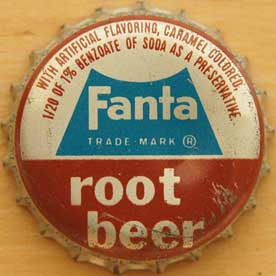 WITH ARTIFICIAL FLAVORING, CARAMEL COLORED,
1/20 OF 1% BENZOATE OF SODA AS A PRESERVATIVE.
Fanta
TRADE-MARK ®
root
beer